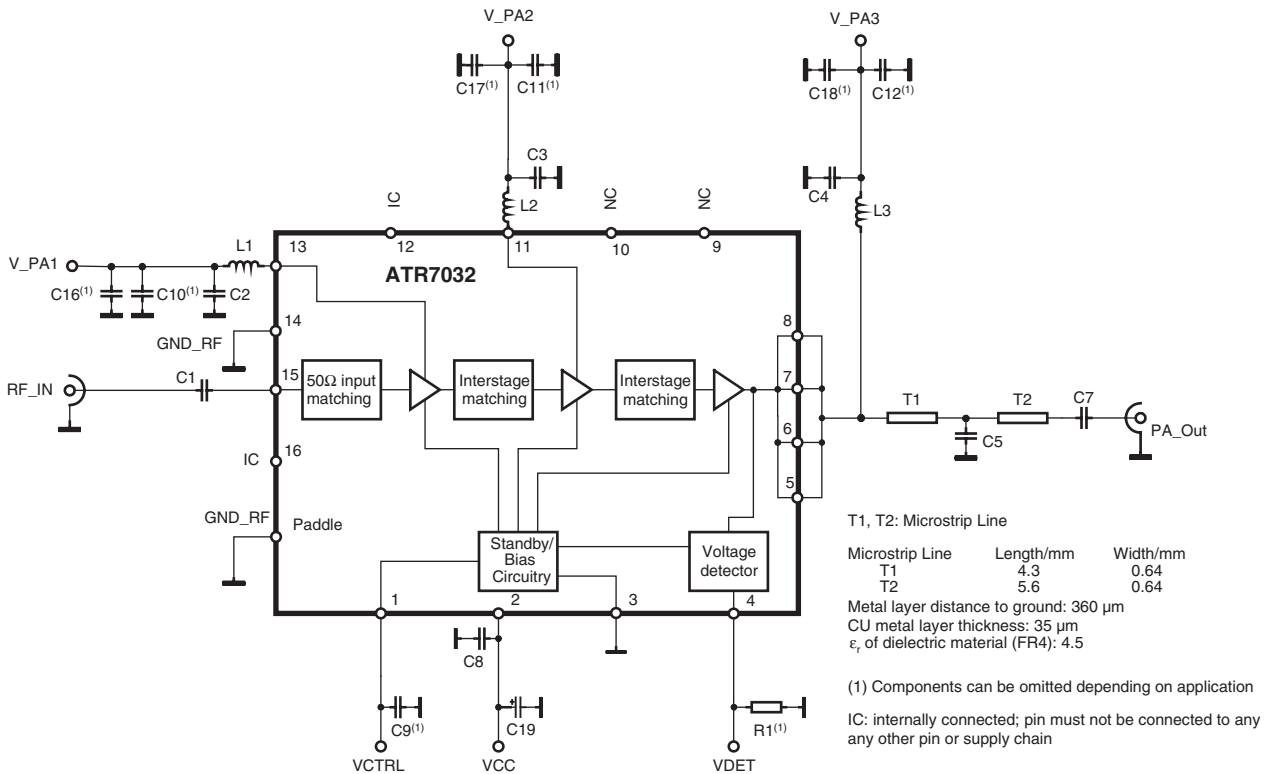 V_PA2
V_PA3
C17(1)
C11(1)
C18(1)
C12(1)
C3
C4
L2
L3
IC
NC
NC
12
11
10
9
L1
13
V_PA1
ATR7032
C16(1)
C10(1)
C2
14
GND_RF
8
RF_IN
C1
15
50Ω input
matching
Interstage
matching
Interstage
matching
7
T1
T2
C7
PA_Out
C5
6
IC
16
5
GND_RF
Paddle
Standby/
Bias
Circuitry
Voltage
detector
1
2
3
4
C8
C9(1)
C19
R1(1)
VCTRL
VCC
VDET
T1, T2: Microstrip Line
Microstrip Line Length/mm Width/mm
T1 4.3 0.64
T2 5.6 0.64
Metal layer distance to ground: 360 µm
CU metal layer thickness: 35 µm
εr of dielectric material (FR4): 4.5
(1) Components can be omitted depending on application
IC: internally connected; pin must not be connected to any
any other pin or supply chain